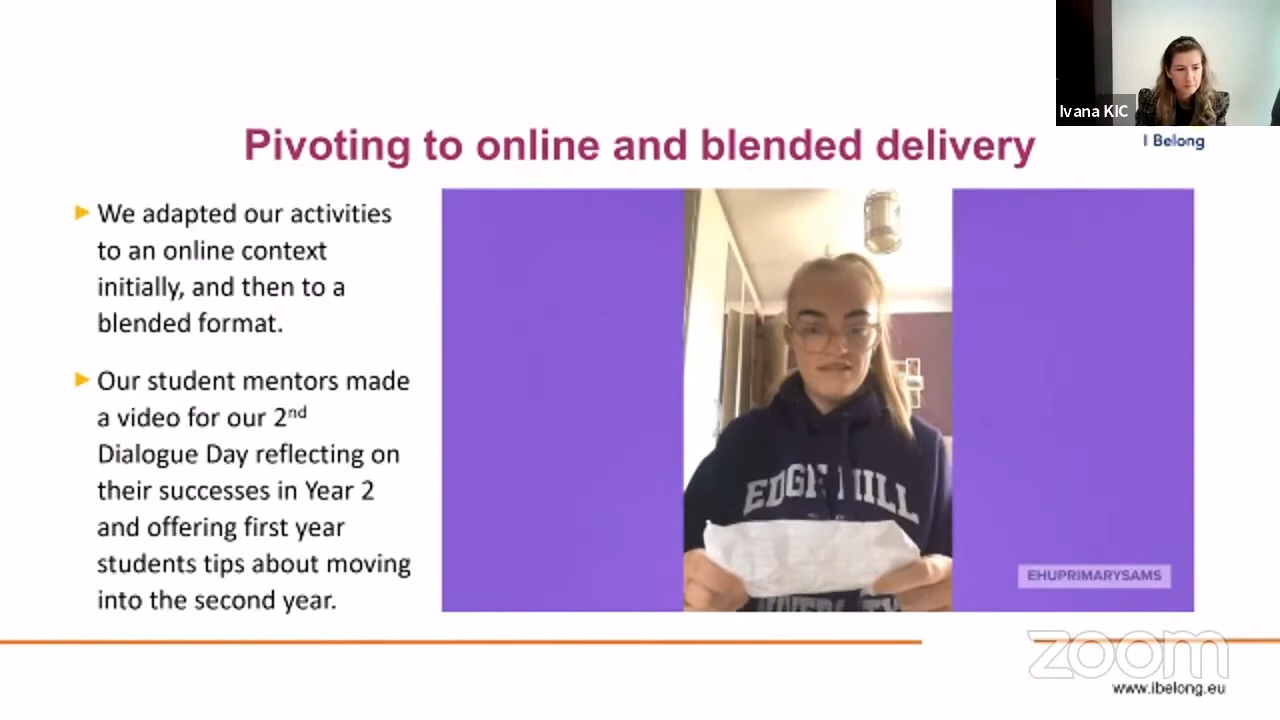 Ivana KIC
I Belong
Pivoting to online and blended delivery
We adapted our activities
to an online context
initially, and then to a
blended format.
Our student mentors made
a video for our 2nd
Dialogue Day reflecting on
their successes in Year 2
and offering first year
students tips about moving
into the second year.
EDGE HILL
UNIVERSITY
EHUPRIMARYSAMS
zoom
www.ibelong.eu